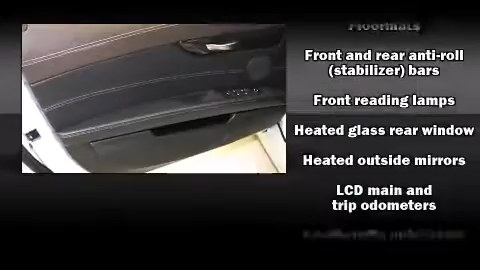 Floormats
Front and rear anti-roll
(stabilizer) bars
Front reading lamps
Heated glass rear window
Heated outside mirrors
LCD main and
trip odometers